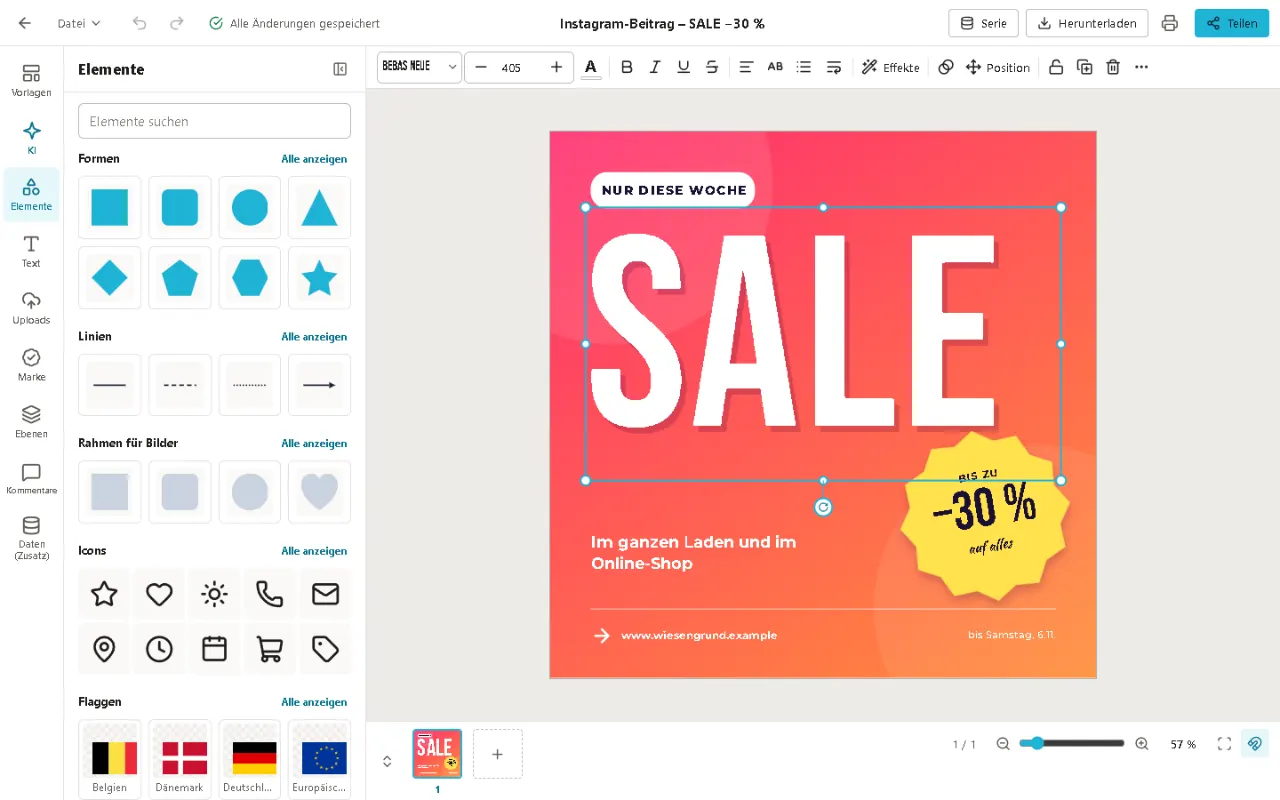 Datei
Alle Änderungen gespeichert
Instagram-Beitrag – SALE –30 %
Serie
Herunterladen
Teilen
Vorlagen
KI
Elemente
Text
Uploads
Marke
Ebenen
Kommentare
Daten
(Zusatz)
Elemente
Elemente suchen
Formen
Alle anzeigen
Linien
Alle anzeigen
Rahmen für Bilder
Alle anzeigen
Icons
Alle anzeigen
Flaggen
Alle anzeigen
Belgien
Dänemark
Deutschl...
Europäisc...
BEBAS NEUE
405
A
B
I
U
S
AB
Effekte
Position
NUR DIESE WOCHE
SALE
BIS ZU
–30 %
auf alles
Im ganzen Laden und im
Online-Shop
www.wiesengrund.example
bis Samstag, 6.11.
SALE
1
1 / 1
57 %